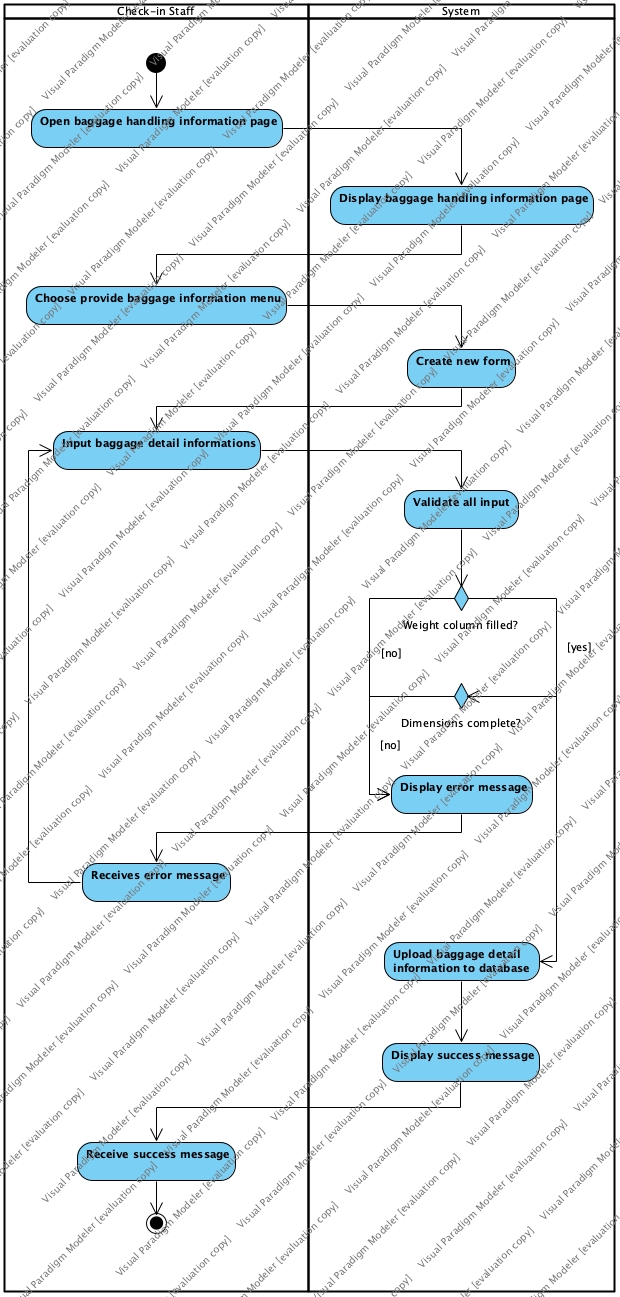 Check-in Staff
System
Open baggage handling information page
Display baggage handling information page
Choose provide baggage information menu
Create new form
Input baggage detail informations
Validate all input
Weight column filled?
[yes]
[no]
Dimensions complete?
[no]
Display error message
Receives error message
Upload baggage detail
information to database
Display success message
Receive success message
Visual Paradigm Modeler [evaluation copy]